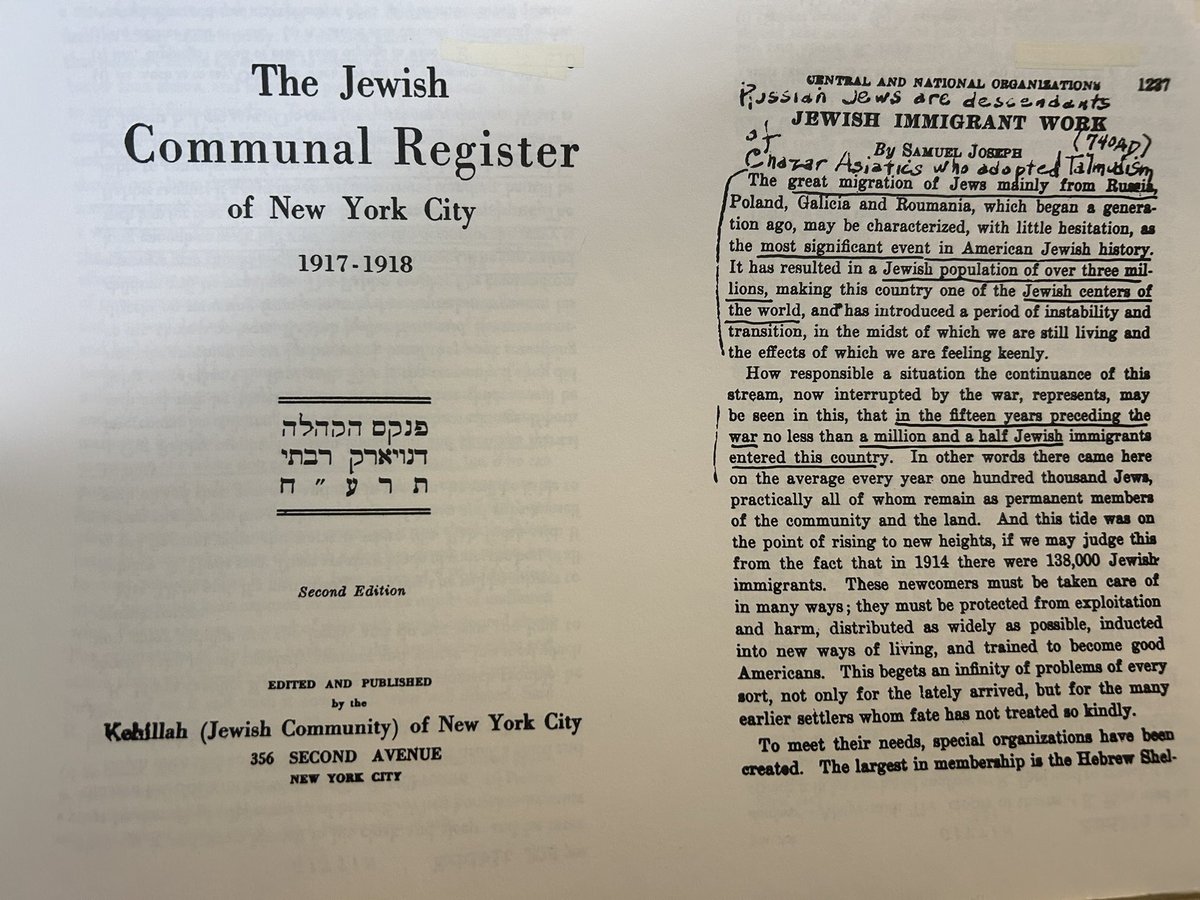 The Jewish
Communal Register
of New York City
1917-1918
פנקס הקהלה
דנויארק רבתי
ת ר ע ״ ח
Second Edition
EDITED AND PUBLISHED
by the
Kehillah (Jewish Community) of New York City
356 SECOND AVENUE
NEW YORK CITY
CENTRAL AND NATIONAL ORGANIZATIONS 1237
Russian Jews are descendants
JEWISH IMMIGRANT WORK
of
(740AD)
By SAMUEL JOSEPH
Chazar Asiatics who adopted Talmudism
The great migration of Jews mainly from Russia,
Poland, Galicia and Roumania, which began a genera-
tion ago, may be characterized, with little hesitation, as
the most significant event in American Jewish history.
It has resulted in a Jewish population of over three mil-
lions, making this country one of the Jewish centers of
the world, and has introduced a period of instability and
transition, in the midst of which we are still living and
the effects of which we are feeling keenly.
How responsible a situation the continuance of this
stream, now interrupted by the war, represents, may
be seen in this, that in the fifteen years preceding the
war no less than a million and a half Jewish immigrants
entered this country. In other words there came here
on the average every year one hundred thousand Jews,
practically all of whom remain as permanent members
of the community and the land. And this tide was on
the point of rising to new heights, if we may judge this
from the fact that in 1914 there were 138,000 Jewish
immigrants. These newcomers must be taken care of
in many ways; they must be protected from exploitation
and harm, distributed as widely as possible, inducted
into new ways of living, and trained to become good
Americans. This begets an infinity of problems of every
sort, not only for the lately arrived, but for the many
earlier settlers whom fate has not treated so kindly.
To meet their needs, special organizations have been
created. The largest in membership is the Hebrew Shel-